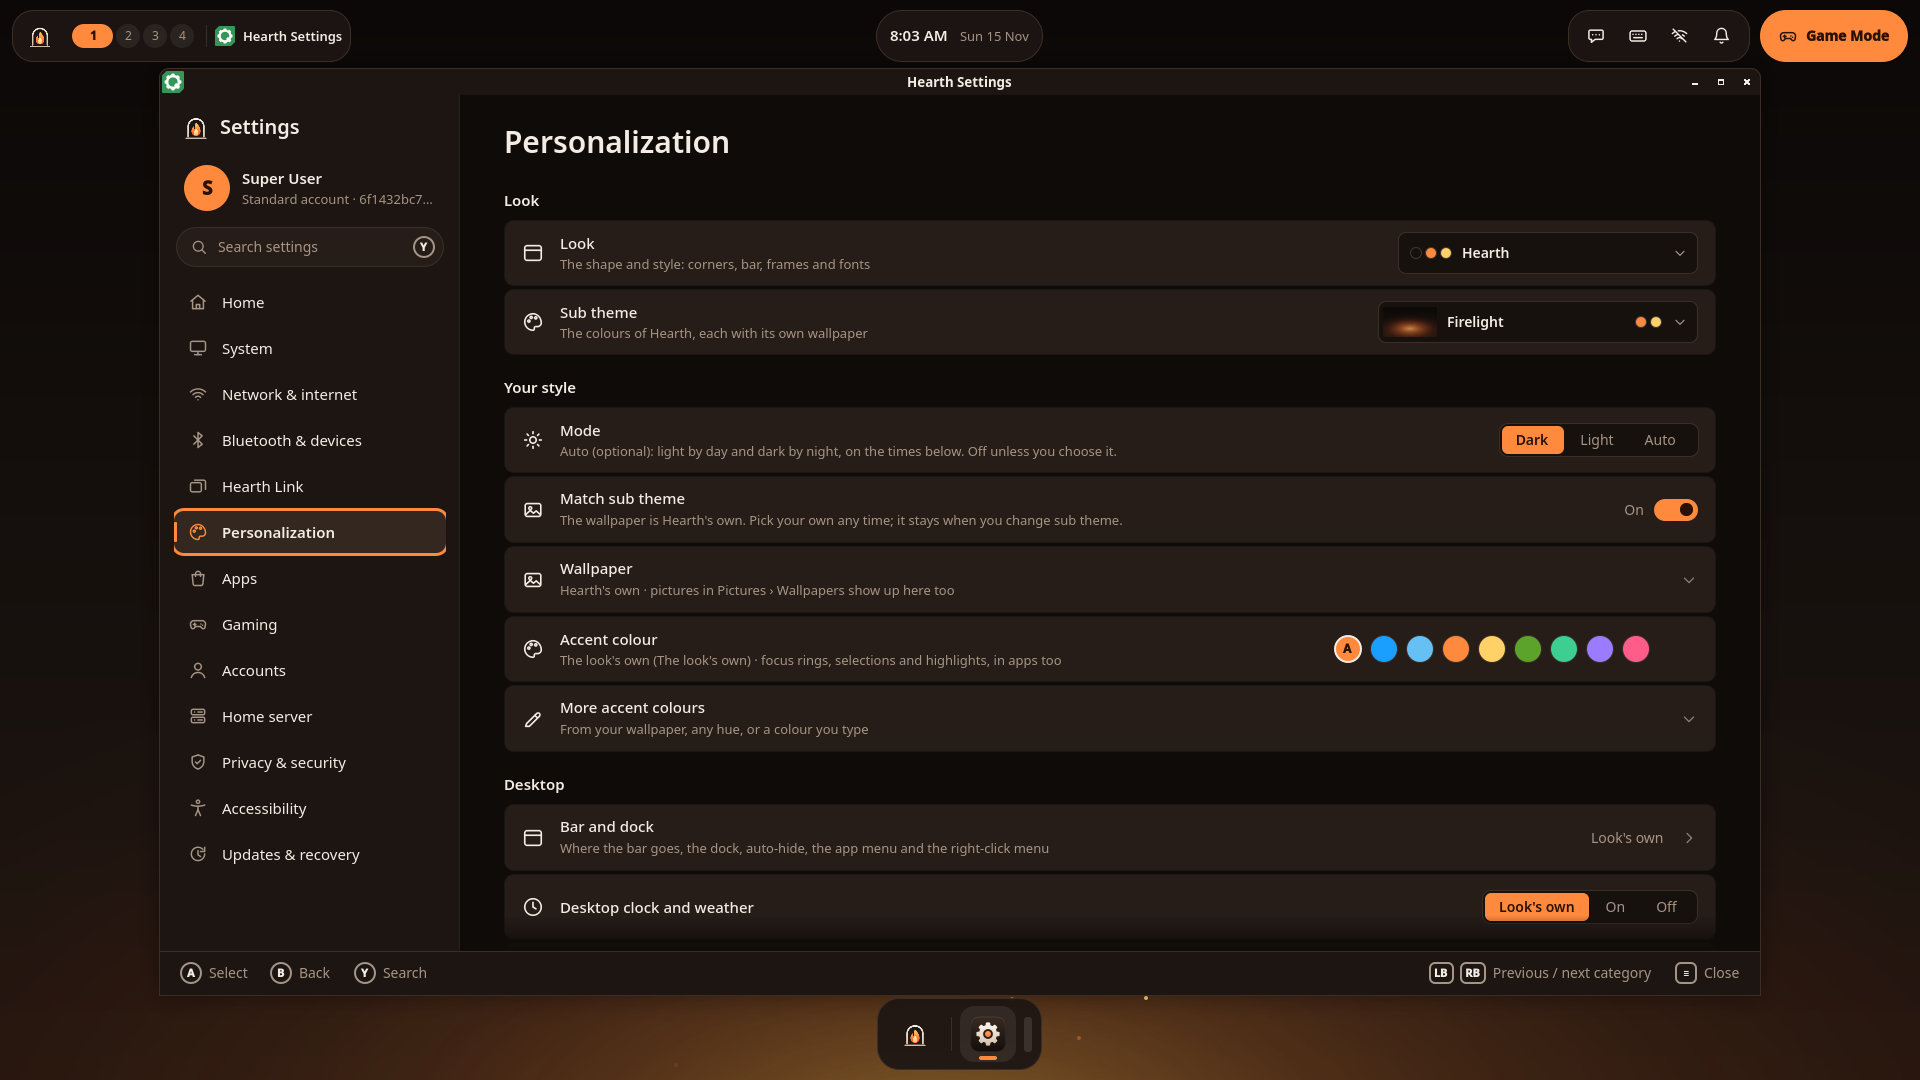 1 2 3 4 Hearth Settings
8:03 AM Sun 15 Nov
Game Mode
Hearth Settings
Settings
S
Super User
Standard account · 6f1432bc7...
Search settings Y
Home
System
Network & internet
Bluetooth & devices
Hearth Link
Personalization
Apps
Gaming
Accounts
Home server
Privacy & security
Accessibility
Updates & recovery
Personalization
Look
Look
The shape and style: corners, bar, frames and fonts
Hearth
Sub theme
The colours of Hearth, each with its own wallpaper
Firelight
Your style
Mode
Auto (optional): light by day and dark by night, on the times below. Off unless you choose it.
Dark Light Auto
Match sub theme
The wallpaper is Hearth's own. Pick your own any time; it stays when you change sub theme.
On
Wallpaper
Hearth's own · pictures in Pictures › Wallpapers show up here too
Accent colour
The look's own (The look's own) · focus rings, selections and highlights, in apps too
A
More accent colours
From your wallpaper, any hue, or a colour you type
Desktop
Bar and dock
Where the bar goes, the dock, auto-hide, the app menu and the right-click menu
Look's own
Desktop clock and weather
Look's own On Off
A Select B Back Y Search
LB RB Previous / next category Close